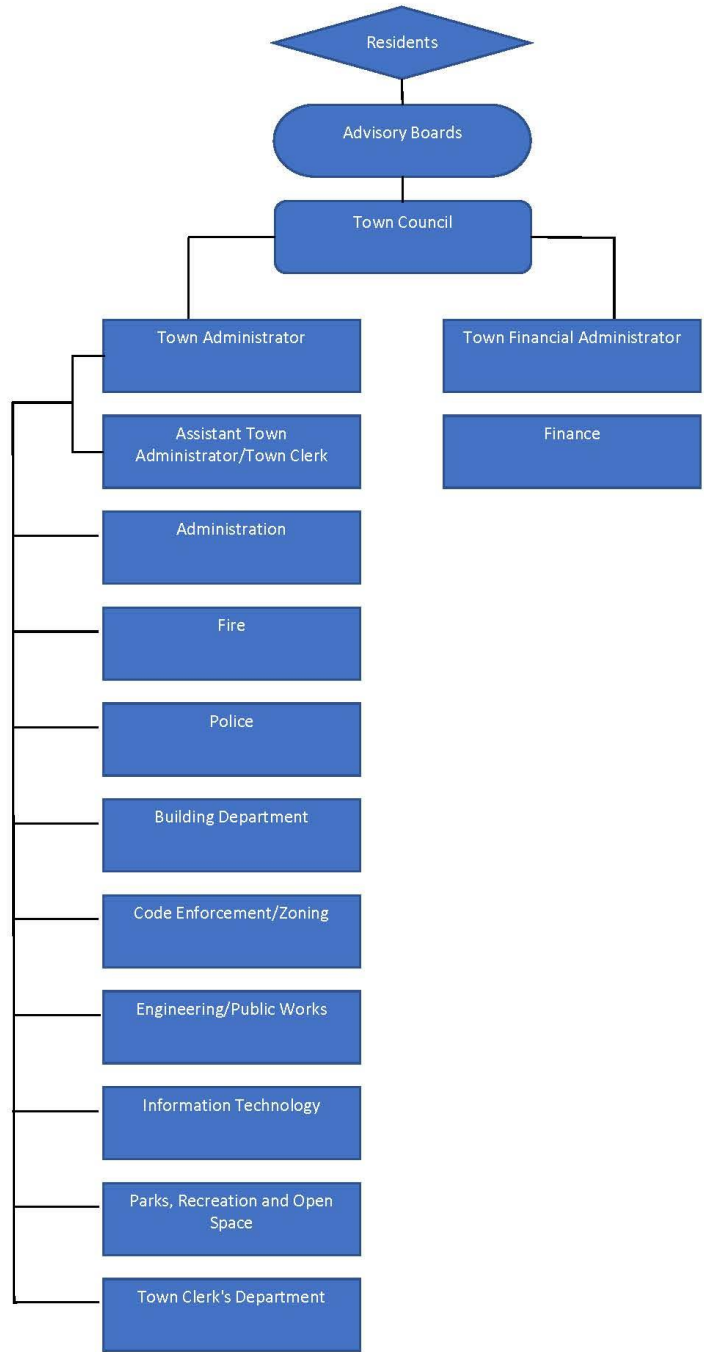 Residents
Advisory Boards
Town Council
Town Administrator
Town Financial Administrator
Assistant Town
Administrator/Town Clerk
Finance
Administration
Fire
Police
Building Department
Code Enforcement/Zoning
Engineering/Public Works
Information Technology
Parks, Recreation and Open
Space
Town Clerk's Department